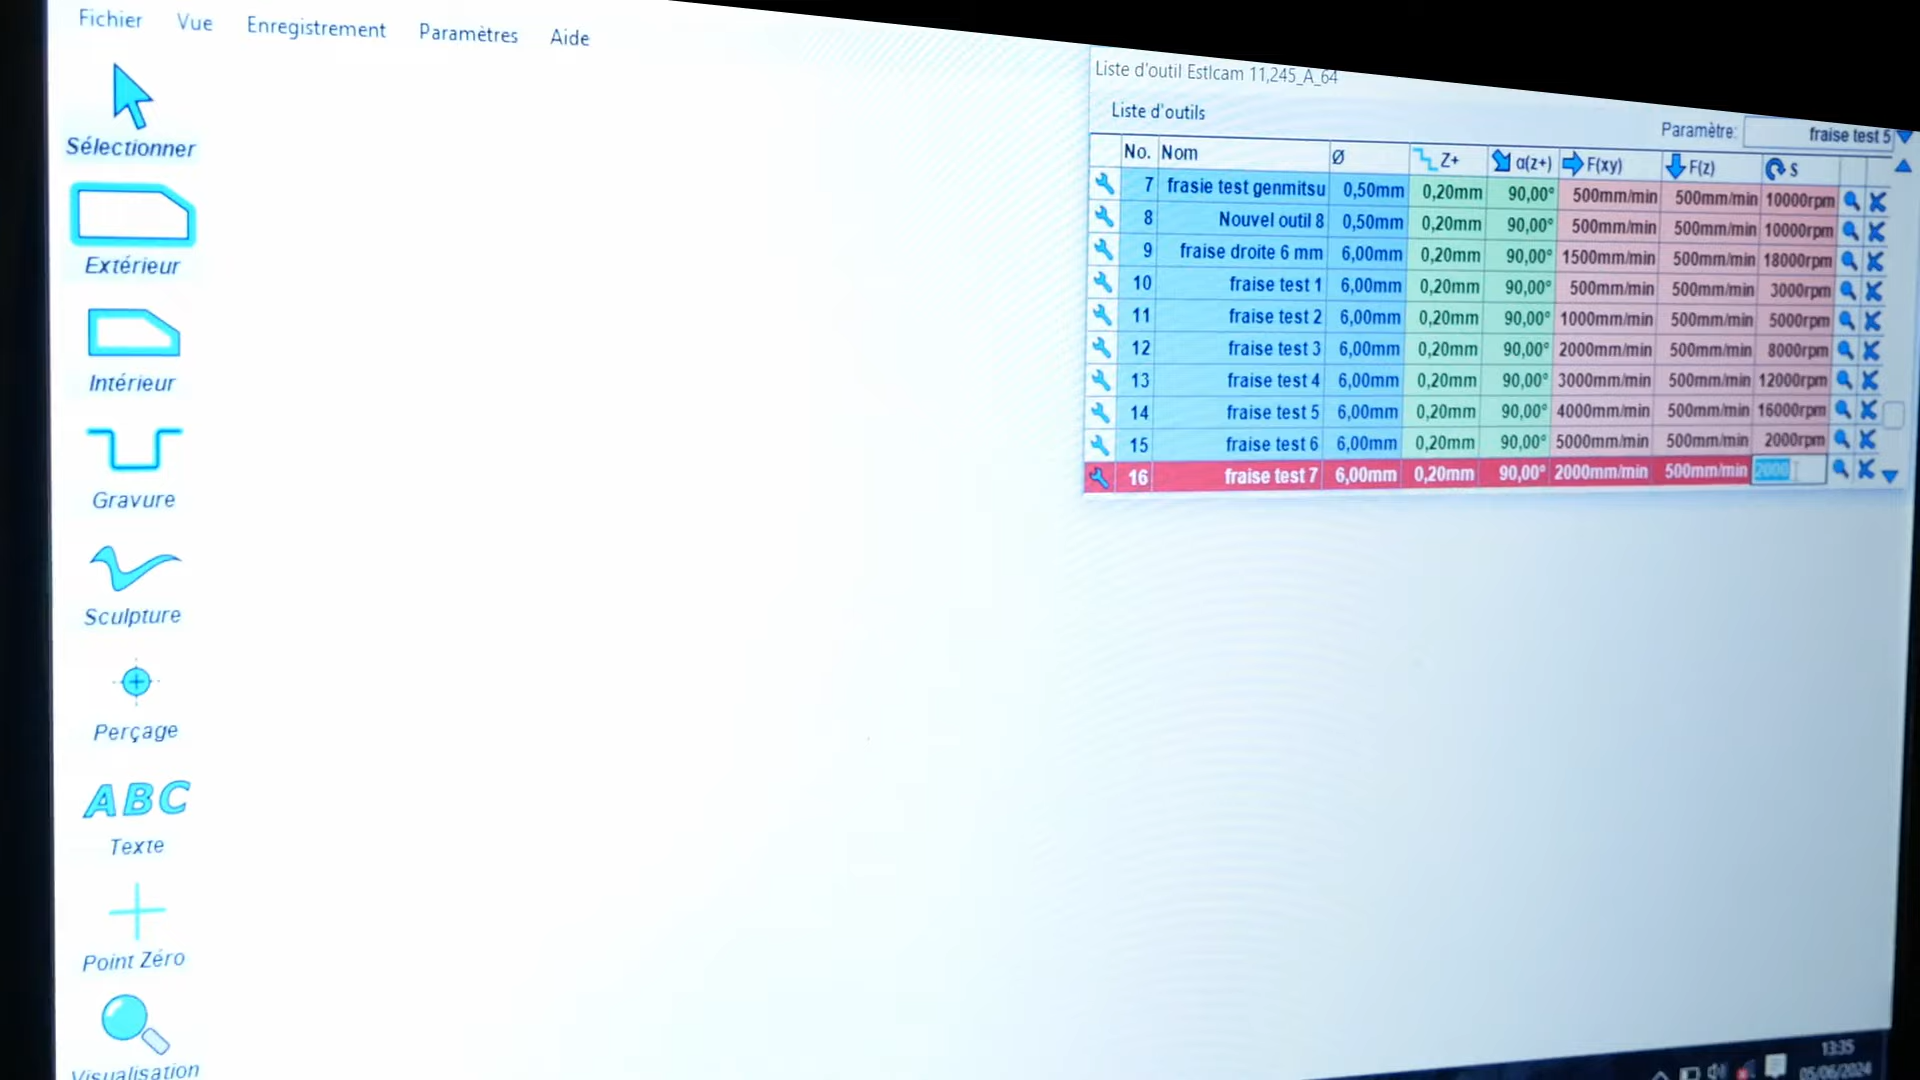 Fichier Vue Enregistrement Paramètres Aide
Sélectionner
Extérieur
Intérieur
Gravure
Sculpture
Perçage
ABC
Texte
Point Zéro
Visualisation
Liste d'outil Estlcam 11,245_A_64
Liste d'outils
Paramètre: fraise test 5
No. Nom Ø Z+ α(z+) F(xy) F(z) S
7 frasie test genmitsu 0,50mm 0,20mm 90,00° 500mm/min 500mm/min 10000rpm
8 Nouvel outil 8 0,50mm 0,20mm 90,00° 500mm/min 500mm/min 10000rpm
9 fraise droite 6 mm 6,00mm 0,20mm 90,00° 1500mm/min 500mm/min 18000rpm
10 fraise test 1 6,00mm 0,20mm 90,00° 500mm/min 500mm/min 3000rpm
11 fraise test 2 6,00mm 0,20mm 90,00° 1000mm/min 500mm/min 5000rpm
12 fraise test 3 6,00mm 0,20mm 90,00° 2000mm/min 500mm/min 8000rpm
13 fraise test 4 6,00mm 0,20mm 90,00° 3000mm/min 500mm/min 12000rpm
14 fraise test 5 6,00mm 0,20mm 90,00° 4000mm/min 500mm/min 16000rpm
15 fraise test 6 6,00mm 0,20mm 90,00° 5000mm/min 500mm/min 2000rpm
16 fraise test 7 6,00mm 0,20mm 90,00° 2000mm/min 500mm/min 2000
13:35
05/06/2024